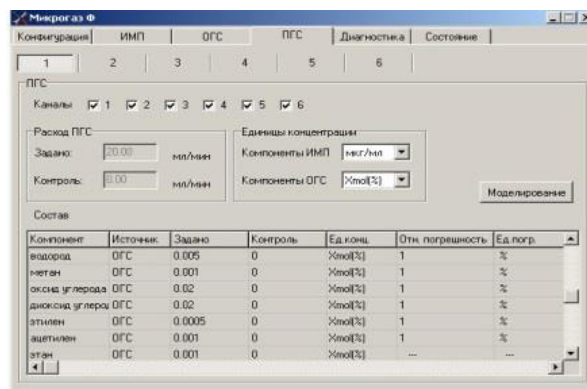 Микрогаз Ф
Конфигурация ИМП ОГС ПГС Диагностика Состояние
1 2 3 4 5 6
ПГС
Каналы 1 2 3 4 5 6
Расход ПГС Единицы концентрации
Задано: 20.00 мл/мин Компоненты ИМП мкг/мл
Контроль: 0.00 мл/мин Компоненты ОГС Xmol(%)
Моделирование
Состав
Компонент Источник Задано Контроль Ед.конц. Отн. погрешность Ед.погр.
водород ОГС 0.005 0 Xmol(%) 1 %
метан ОГС 0.001 0 Xmol(%) 1 %
оксид углерода ОГС 0.02 0 Xmol(%) 1 %
диоксид углерод ОГС 0.02 0 Xmol(%) 1 %
этилен ОГС 0.0005 0 Xmol(%) 1 %
ацетилен ОГС 0.001 0 Xmol(%) 1 %
этан ОГС 0.001 0 Xmol(%) --- ---